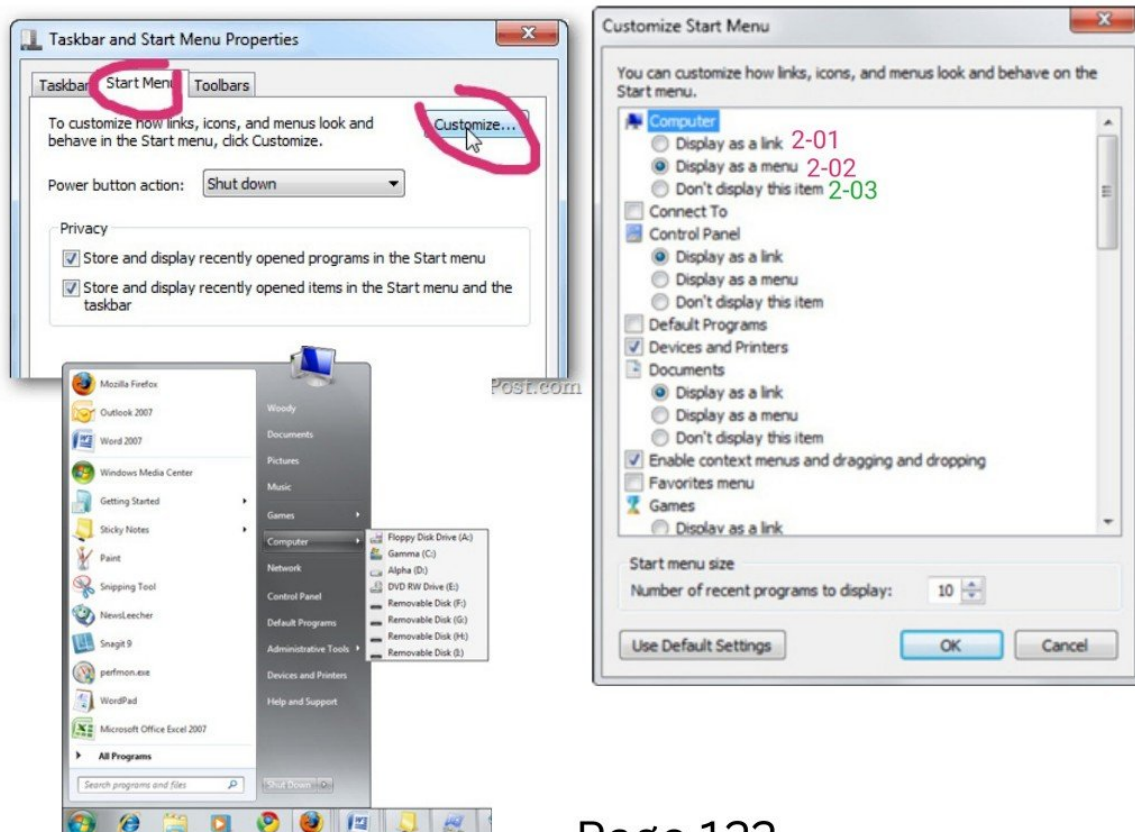 Taskbar and Start Menu Properties
Taskbar
Start Menu
Toolbars
To customize how links, icons, and menus look and
behave in the Start menu, click Customize.
Customize...
Power button action:
Shut down
Privacy
Store and display recently opened programs in the Start menu
Store and display recently opened items in the Start menu and the
taskbar
Post.com
Mozilla Firefox
Outlook 2007
Word 2007
Windows Media Center
Getting Started
Sticky Notes
Paint
Snipping Tool
NewsLeecher
Snagit 9
perfmon.exe
WordPad
Microsoft Office Excel 2007
All Programs
Search programs and files
Woody
Documents
Pictures
Music
Games
Computer
Network
Control Panel
Default Programs
Administrative Tools
Devices and Printers
Help and Support
Shut Down
Floppy Disk Drive (A:)
Gamma (C:)
Alpha (D:)
DVD RW Drive (E:)
Removable Disk (F:)
Removable Disk (G:)
Removable Disk (H:)
Removable Disk (I:)
Customize Start Menu
You can customize how links, icons, and menus look and behave on the
Start menu.
Computer
Display as a link 2-01
Display as a menu 2-02
Don't display this item 2-03
Connect To
Control Panel
Display as a link
Display as a menu
Don't display this item
Default Programs
Devices and Printers
Documents
Display as a link
Display as a menu
Don't display this item
Enable context menus and dragging and dropping
Favorites menu
Games
Display as a link
Start menu size
Number of recent programs to display: 10
Use Default Settings
OK
Cancel